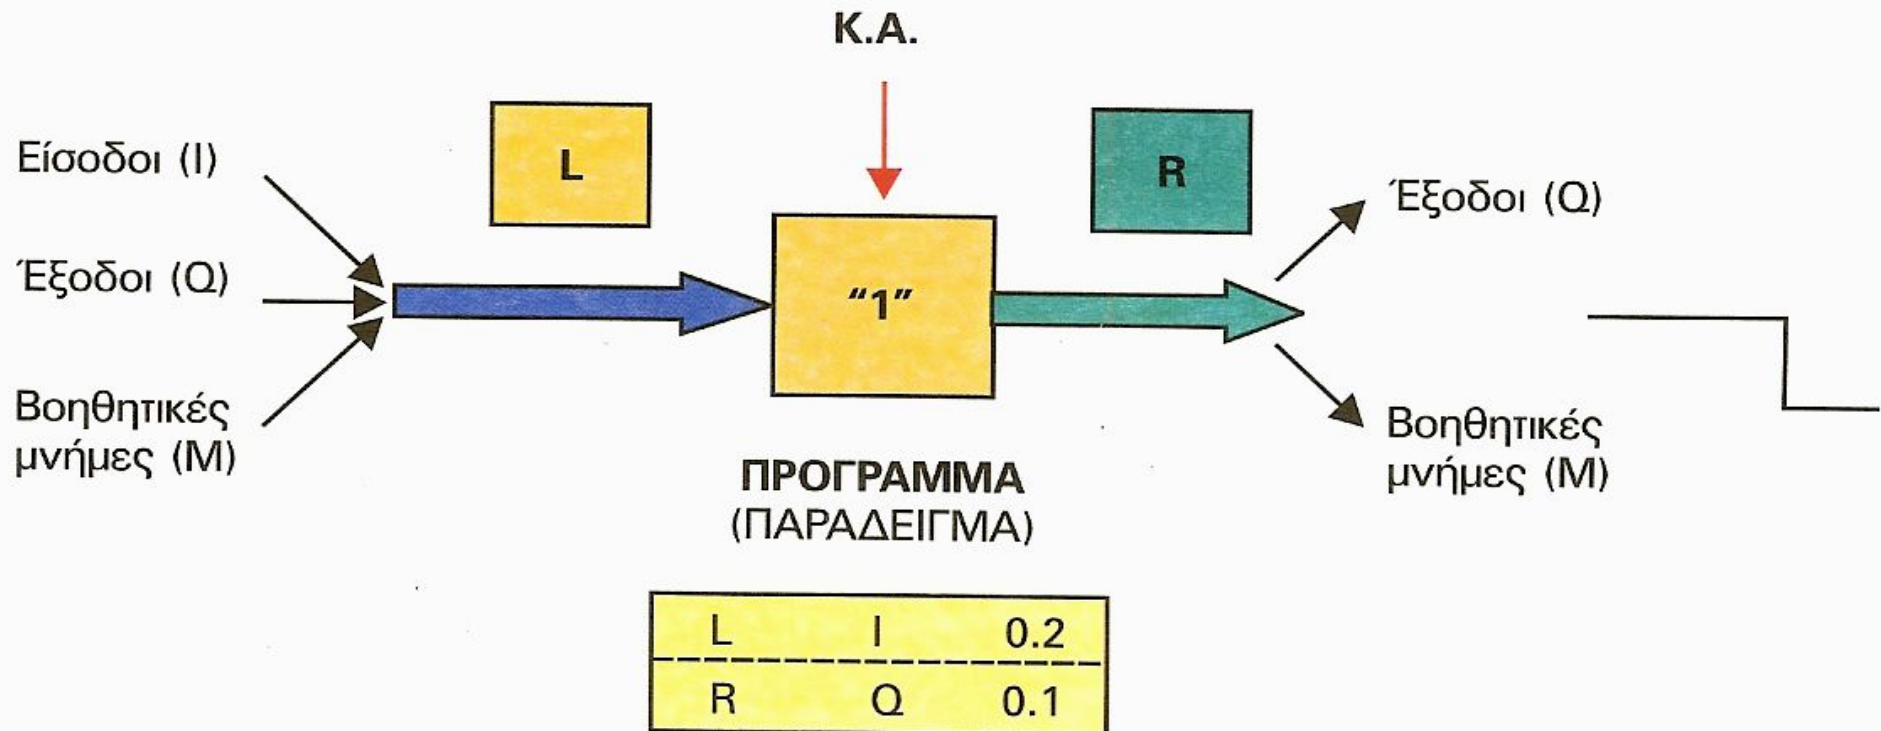 Κ.Α.
L
R
Είσοδοι (Ι)
Έξοδοι (Q)
Βοηθητικές
μνήμες (Μ)
“1”
Έξοδοι (Q)
Βοηθητικές
μνήμες (Μ)
ΠΡΟΓΡΑΜΜΑ
(ΠΑΡΑΔΕΙΓΜΑ)
L I 0.2
R Q 0.1